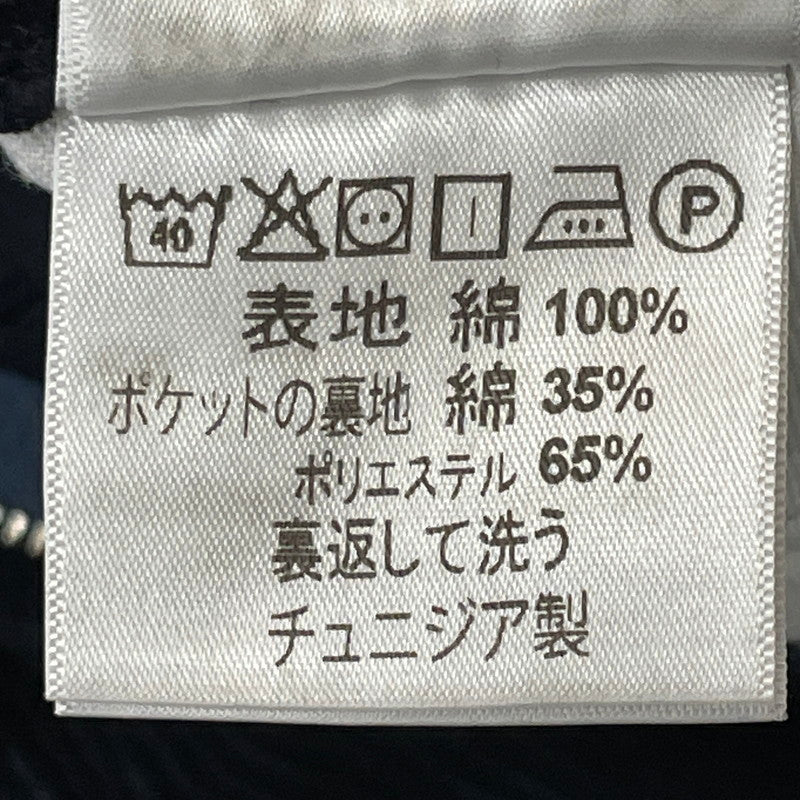 40 P
表地 綿 100%
ポケットの裏地 綿 35%
ポリエステル 65%
裏返して洗う
チュニジア製